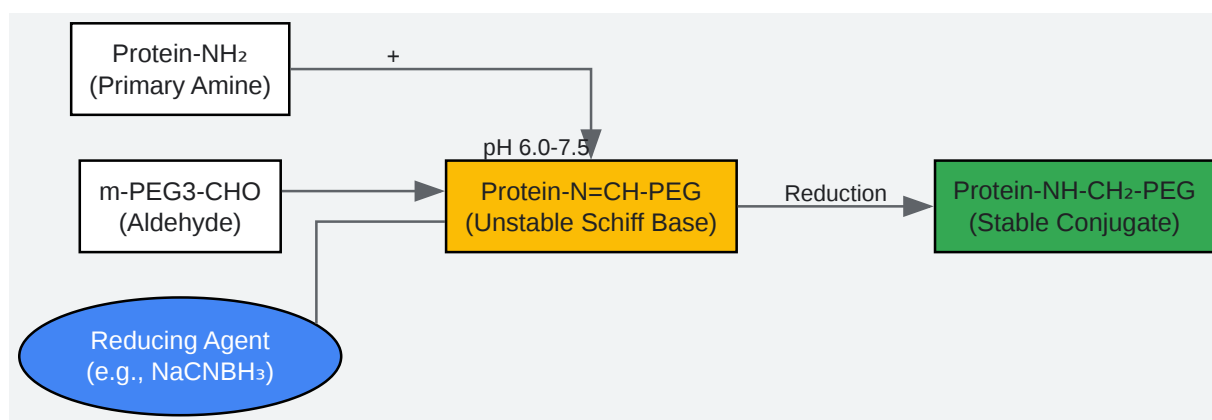 Protein-NH₂
(Primary Amine)
+
pH 6.0-7.5
m-PEG3-CHO
(Aldehyde)
Protein-N=CH-PEG
(Unstable Schiff Base)
Reduction
Protein-NH-CH₂-PEG
(Stable Conjugate)
Reducing Agent
(e.g., NaCNBH₃)